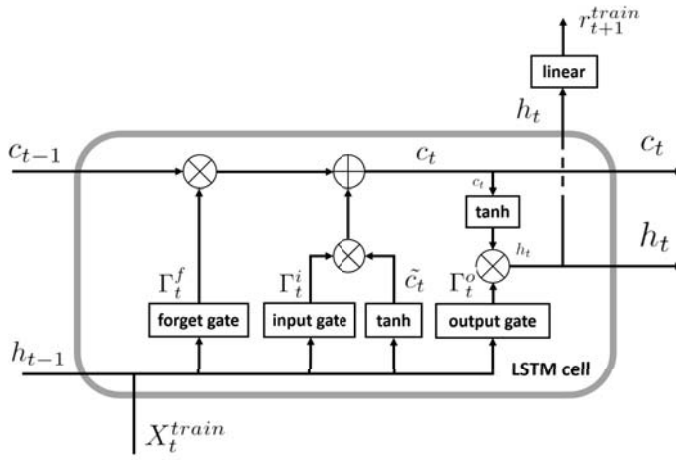 r_{t+1}^{train}
linear
h_t
c_{t-1}
c_t
c_t
c_t
tanh
h_t
h_t
Γ_t^f
Γ_t^i
c̃_t
Γ_t^o
forget gate
input gate
tanh
output gate
h_{t-1}
LSTM cell
X_t^{train}